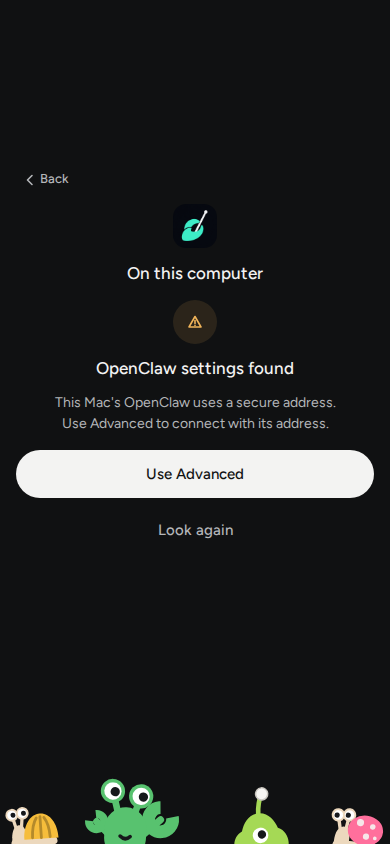 Back
On this computer
OpenClaw settings found
This Mac's OpenClaw uses a secure address.
Use Advanced to connect with its address.
Use Advanced
Look again